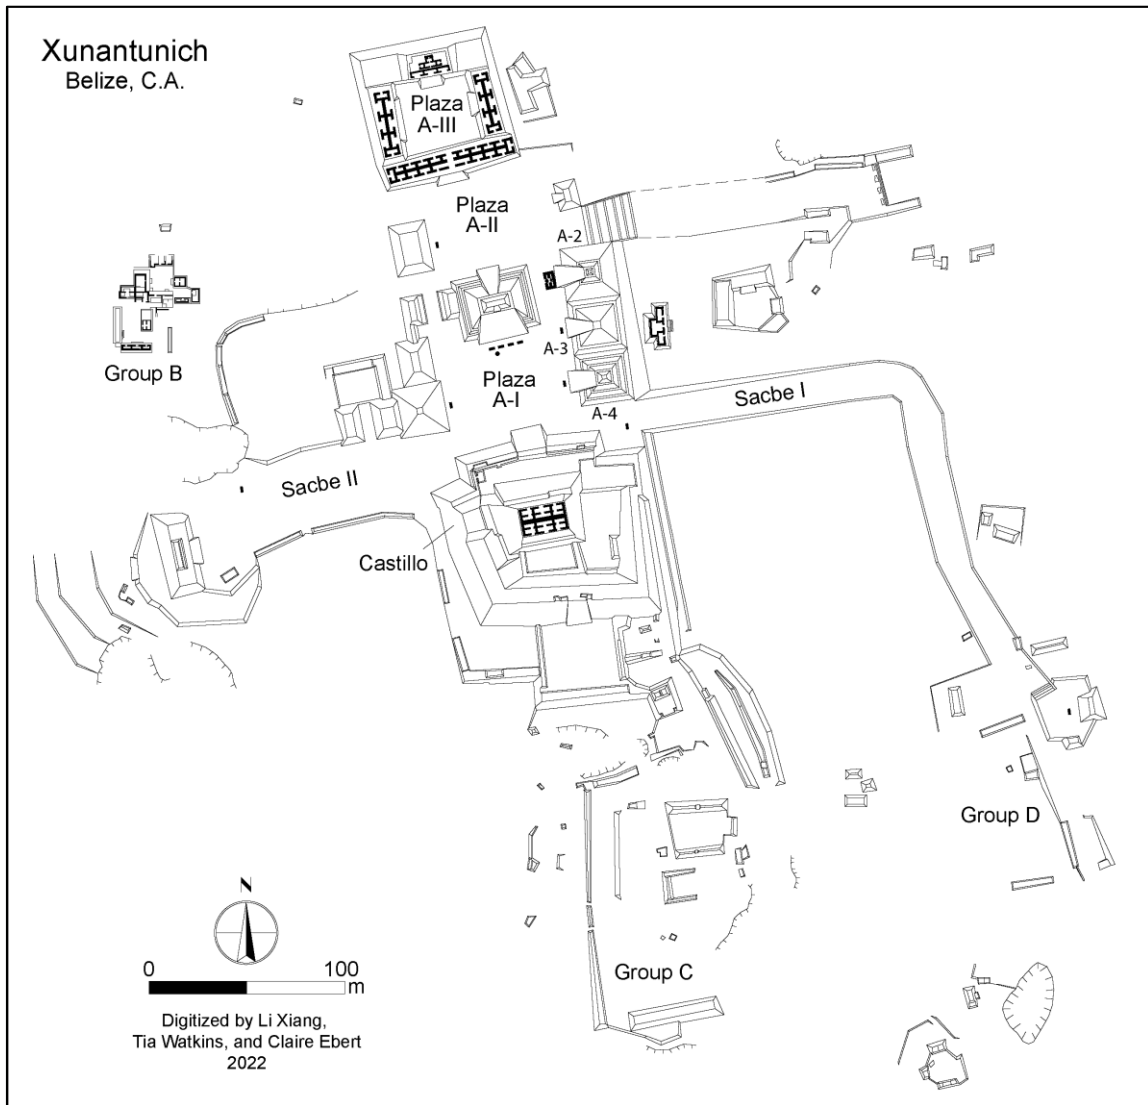 Xunantunich
Belize, C.A.
Plaza
A-III
Plaza
A-II
A-2
Group B
A-3
Plaza
A-I
Sacbe I
A-4
Sacbe II
Castillo
Group D
N
0 100
m
Group C
Digitized by Li Xiang,
Tia Watkins, and Claire Ebert
2022